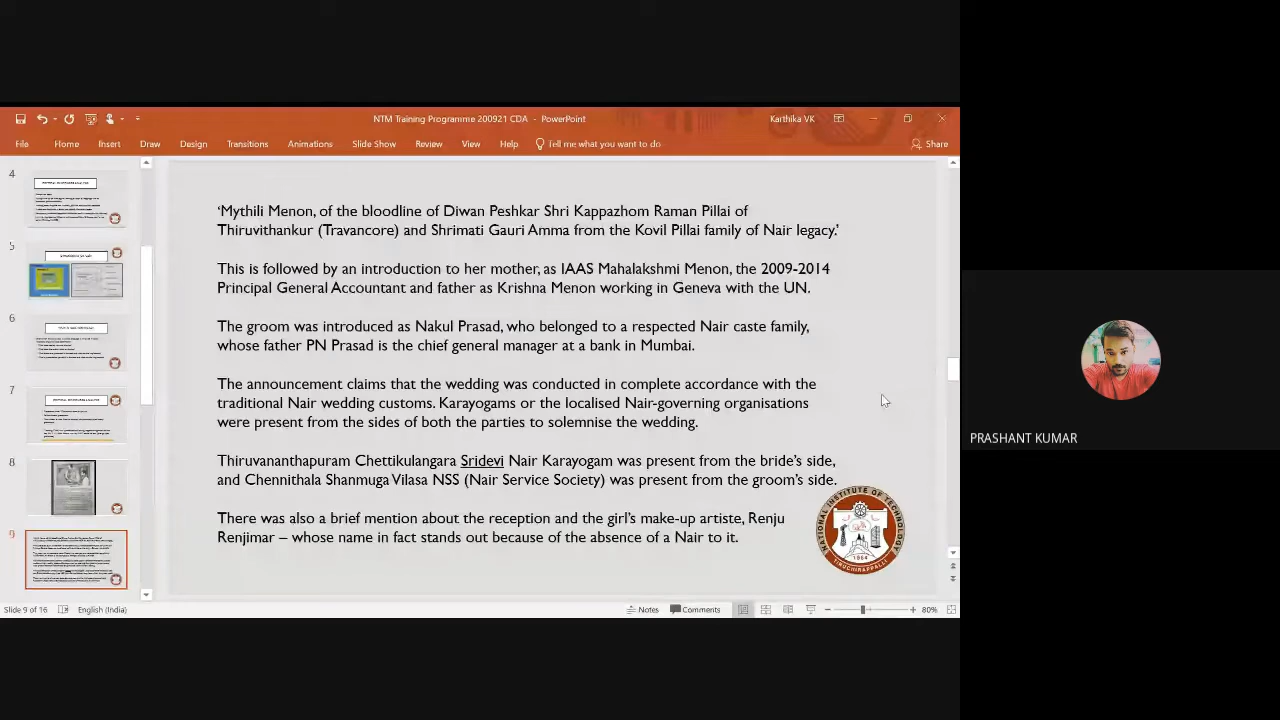 NTM Training Programme 200921 CDA - PowerPoint
Karthika VK
File Home Insert Draw Design Transitions Animations Slide Show Review View Help Tell me what you want to do Share
4
5
6
7
8
9
‘Mythili Menon, of the bloodline of Diwan Peshkar Shri Kappazhom Raman Pillai of
Thiruvithankur (Travancore) and Shrimati Gauri Amma from the Kovil Pillai family of Nair legacy.’
This is followed by an introduction to her mother, as IAAS Mahalakshmi Menon, the 2009-2014
Principal General Accountant and father as Krishna Menon working in Geneva with the UN.
The groom was introduced as Nakul Prasad, who belonged to a respected Nair caste family,
whose father PN Prasad is the chief general manager at a bank in Mumbai.
The announcement claims that the wedding was conducted in complete accordance with the
traditional Nair wedding customs. Karayogams or the localised Nair-governing organisations
were present from the sides of both the parties to solemnise the wedding.
Thiruvananthapuram Chettikulangara Sridevi Nair Karayogam was present from the bride’s side,
and Chennithala Shanmuga Vilasa NSS (Nair Service Society) was present from the groom’s side.
There was also a brief mention about the reception and the girl’s make-up artiste, Renju
Renjimar – whose name in fact stands out because of the absence of a Nair to it.
NATIONAL INSTITUTE OF TECHNOLOGY
1964
TIRUCHIRAPPALLI
PRASHANT KUMAR
Slide 9 of 16 English (India) Notes Comments 80%